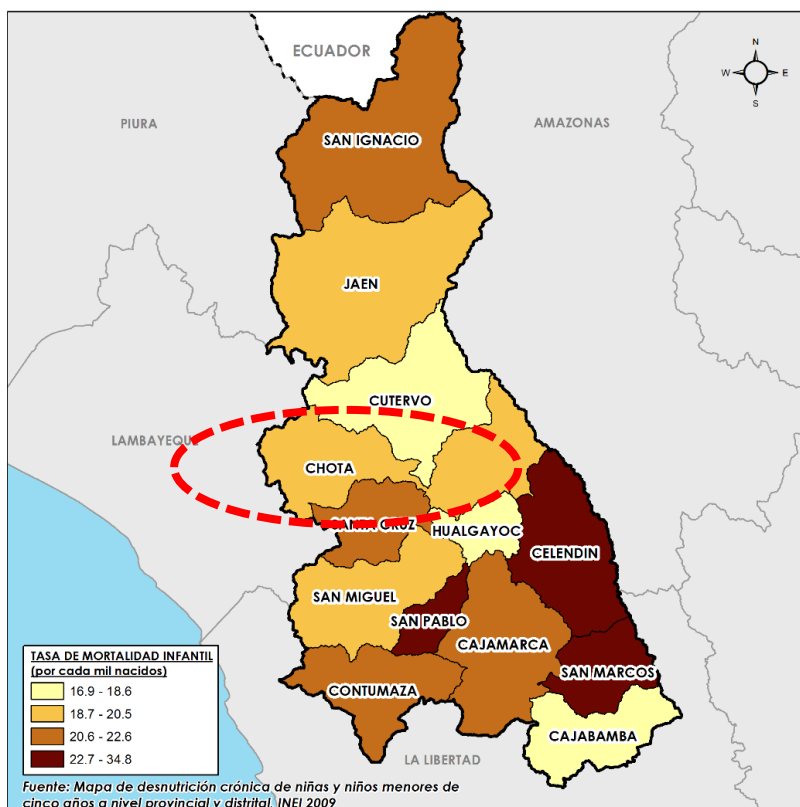 ECUADOR
N
W
E
S
PIURA
AMAZONAS
SAN IGNACIO
JAEN
CUTERVO
LAMBAYEQUE
CHOTA
SANTA CRUZ
HUALGAYOC
CELENDIN
SAN MIGUEL
SAN PABLO
CAJAMARCA
SAN MARCOS
CONTUMAZA
CAJABAMBA
LA LIBERTAD
TASA DE MORTALIDAD INFANTIL
(por cada mil nacidos)
16.9 - 18.6
18.7 - 20.5
20.6 - 22.6
22.7 - 34.8
Fuente: Mapa de desnutrición crónica de niñas y niños menores de
cinco años a nivel provincial y distrital. INEI 2009